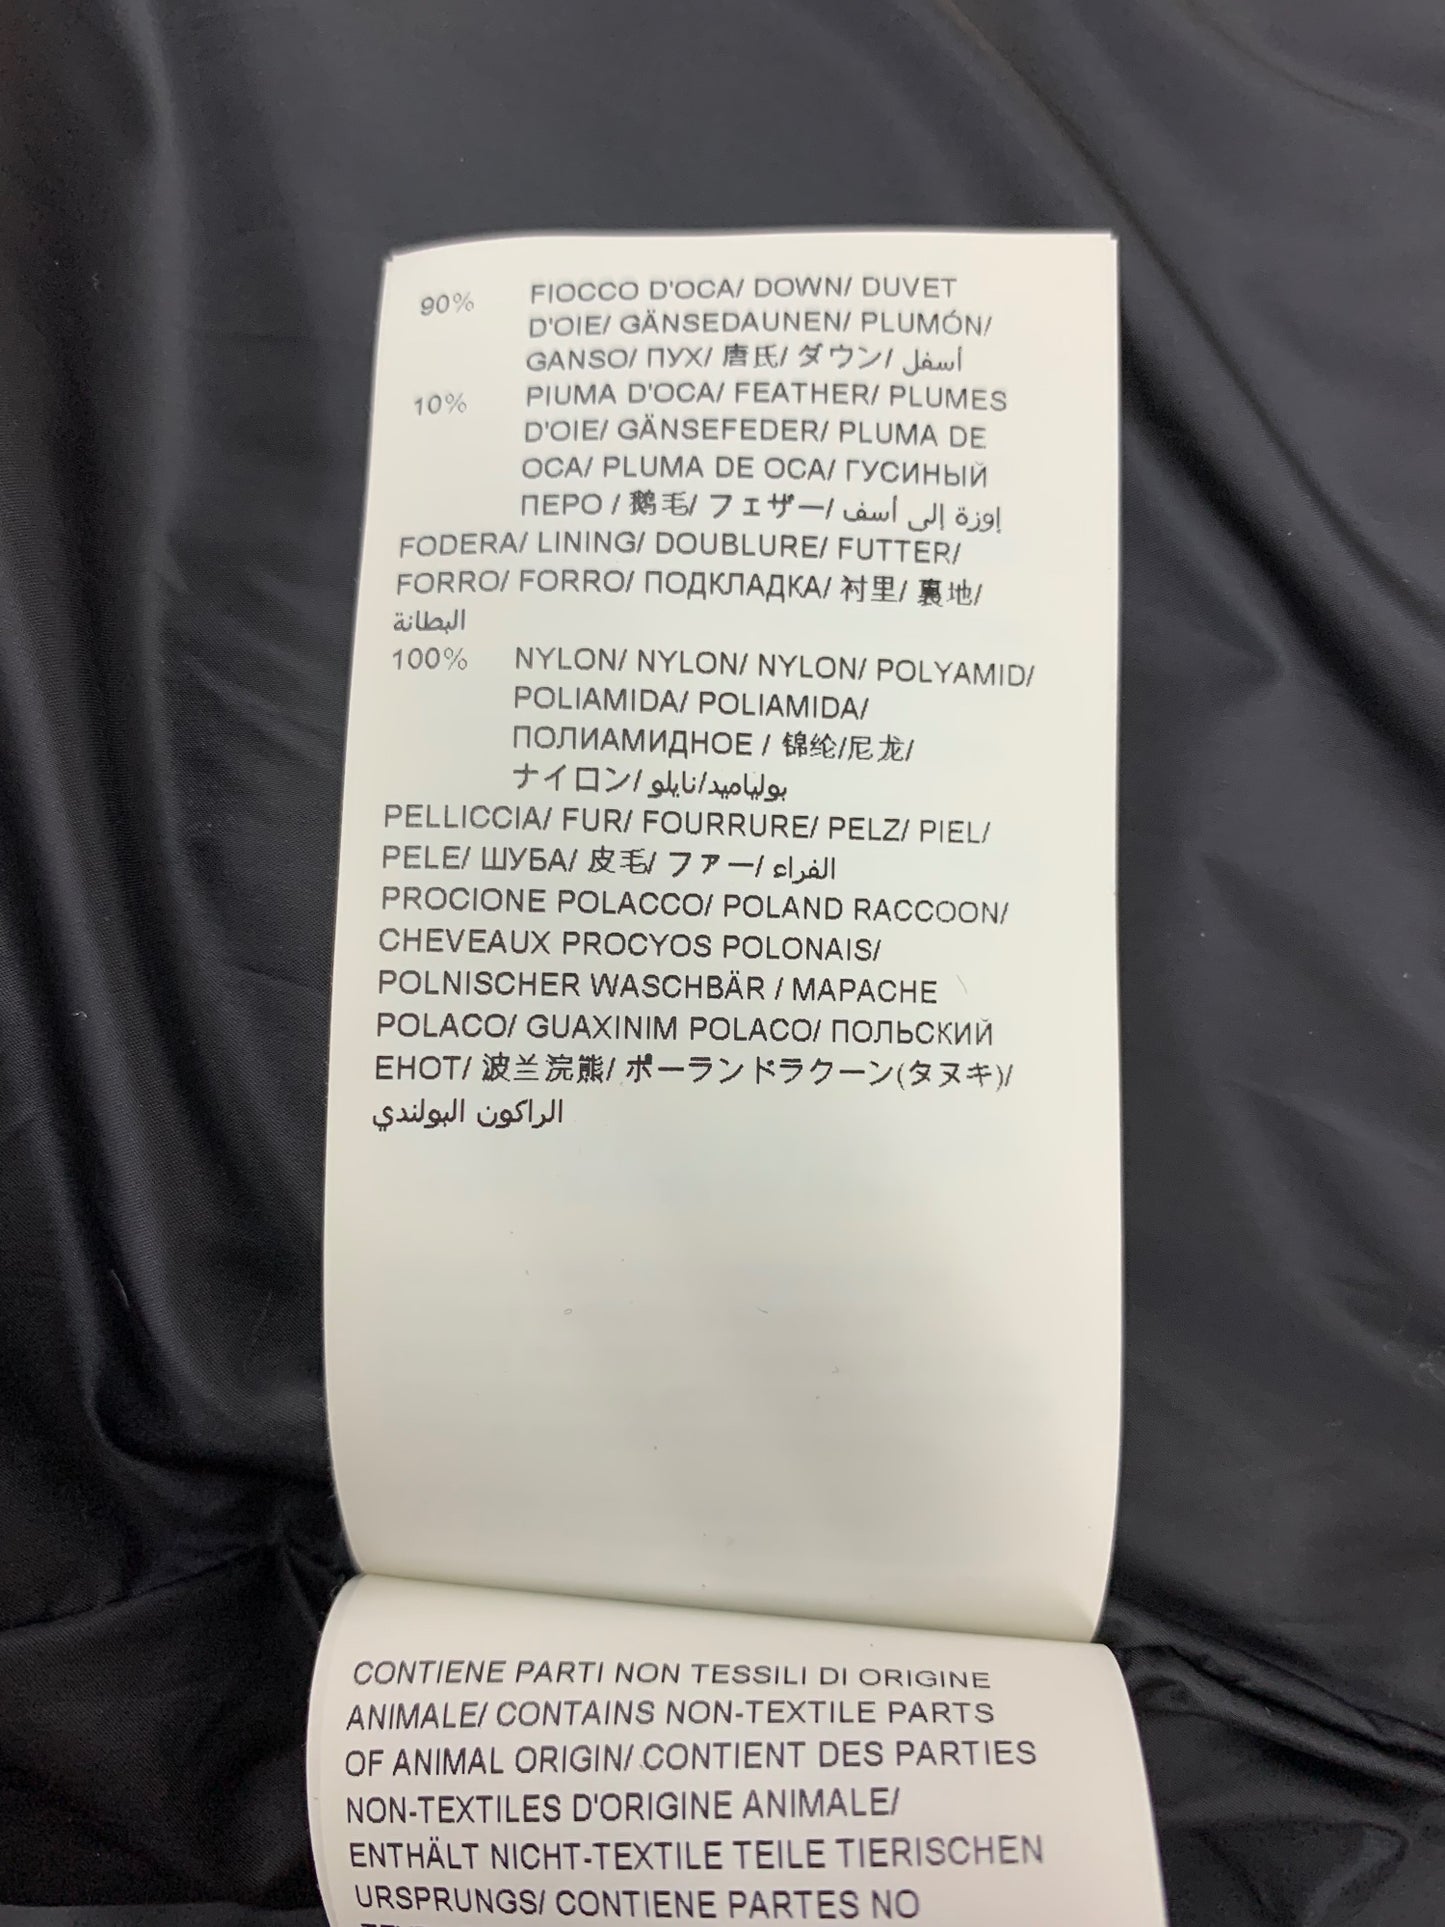 90% FIOCCO D'OCA/ DOWN/ DUVET
D'OIE/ GÄNSEDAUNEN/ PLUMÓN/
GANSO/ ПУХ/ 唐氏/ ダウン/ أسفل
10% PIUMA D'OCA/ FEATHER/ PLUMES
D'OIE/ GÄNSEFEDER/ PLUMA DE
OCA/ PLUMA DE OCA/ ГУСИНЫЙ
ПЕРО / 鹅毛/ フェザー/ إوزة إلى أسف
FODERA/ LINING/ DOUBLURE/ FUTTER/
FORRO/ FORRO/ ПОДКЛАДКА/ 衬里/ 裏地/
البطانة
100% NYLON/ NYLON/ NYLON/ POLYAMID/
POLIAMIDA/ POLIAMIDA/
ПОЛИАМИДНОЕ / 锦纶/尼龙/
ナイロン/ بولياميد/نايلو
PELLICCIA/ FUR/ FOURRURE/ PELZ/ PIEL/
PELE/ ШУБА/ 皮毛/ ファー/ الفراء
PROCIONE POLACCO/ POLAND RACCOON/
CHEVEAUX PROCYOS POLONAIS/
POLNISCHER WASCHBÄR / MAPACHE
POLACO/ GUAXINIM POLACO/ ПОЛЬСКИЙ
ЕНОТ/ 波兰浣熊/ ポーランドラクーン(タヌキ)/
الراكون البولندي
CONTIENE PARTI NON TESSILI DI ORIGINE
ANIMALE/ CONTAINS NON-TEXTILE PARTS
OF ANIMAL ORIGIN/ CONTIENT DES PARTIES
NON-TEXTILES D'ORIGINE ANIMALE/
ENTHÄLT NICHT-TEXTILE TEILE TIERISCHEN
URSPRUNGS/ CONTIENE PARTES NO